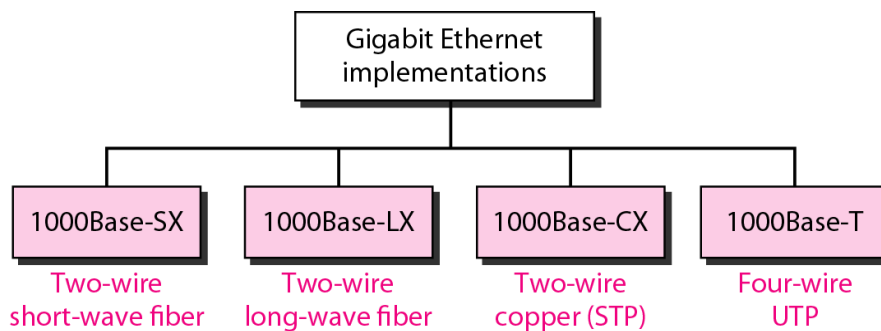 Gigabit Ethernet
implementations
1000Base-SX
1000Base-LX
1000Base-CX
1000Base-T
Two-wire
short-wave fiber
Two-wire
long-wave fiber
Two-wire
copper (STP)
Four-wire
UTP